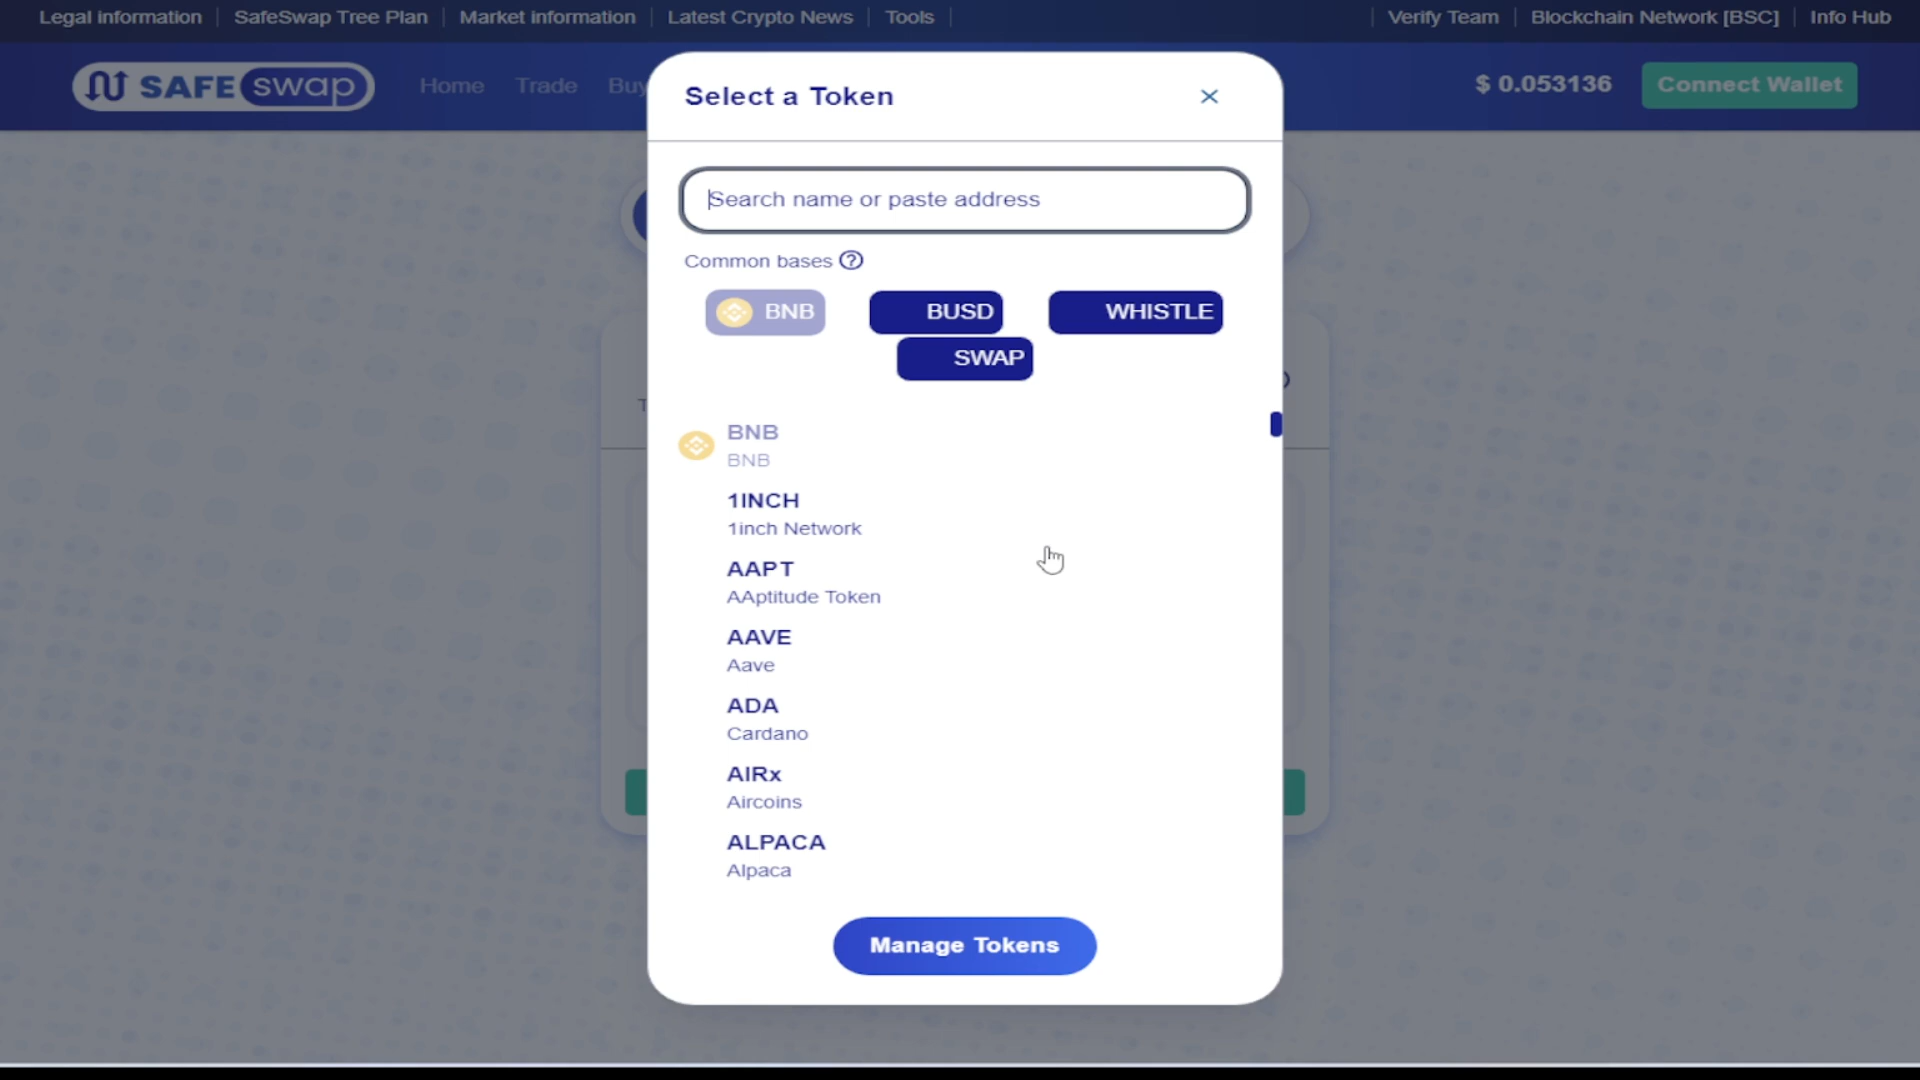 Legal information SafeSwap Tree Plan Market information Latest Crypto News Tools Verify Team Blockchain Network [BSC] Info Hub
SAFE swap Home Trade Buy $ 0.053136 Connect Wallet
Select a Token
Search name or paste address
Common bases ?
BNB BUSD WHISTLE
SWAP
BNB
BNB
1INCH
1inch Network
AAPT
AAptitude Token
AAVE
Aave
ADA
Cardano
AIRx
Aircoins
ALPACA
Alpaca
Manage Tokens